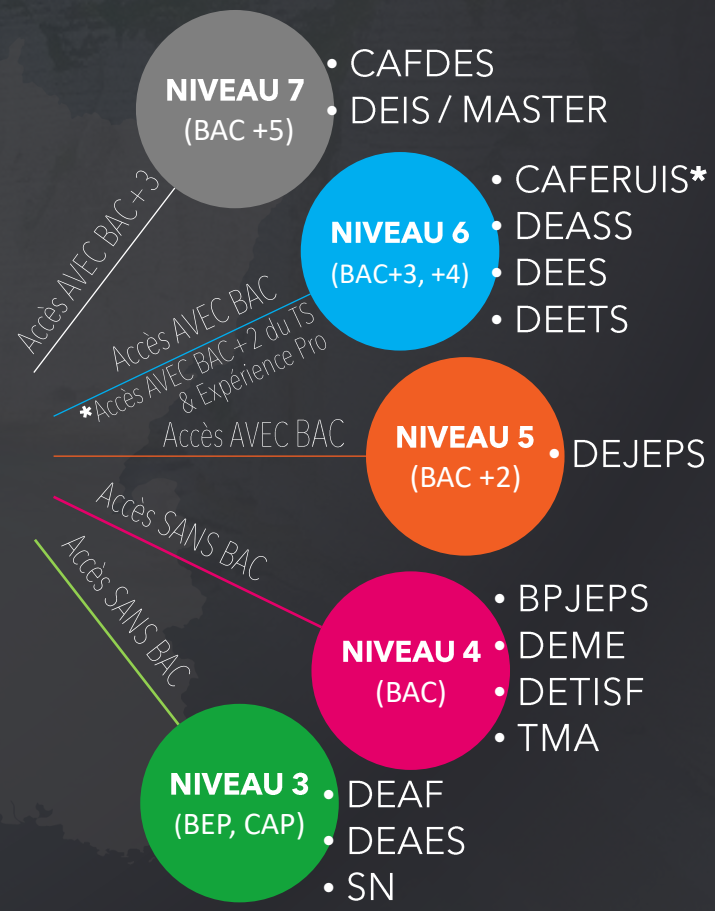 NIVEAU 7
(BAC +5)
• CAFDES
• DEIS / MASTER
Accès AVEC BAC+3
NIVEAU 6
(BAC+3, +4)
• CAFERUIS*
• DEASS
• DEES
• DEETS
Accès AVEC BAC
*Accès AVEC BAC+2 du TS
& Expérience Pro
Accès AVEC BAC
NIVEAU 5
(BAC +2)
• DEJEPS
Accès SANS BAC
NIVEAU 4
(BAC)
• BPJEPS
• DEME
• DETISF
• TMA
Accès SANS BAC
NIVEAU 3
(BEP, CAP)
• DEAF
• DEAES
• SN